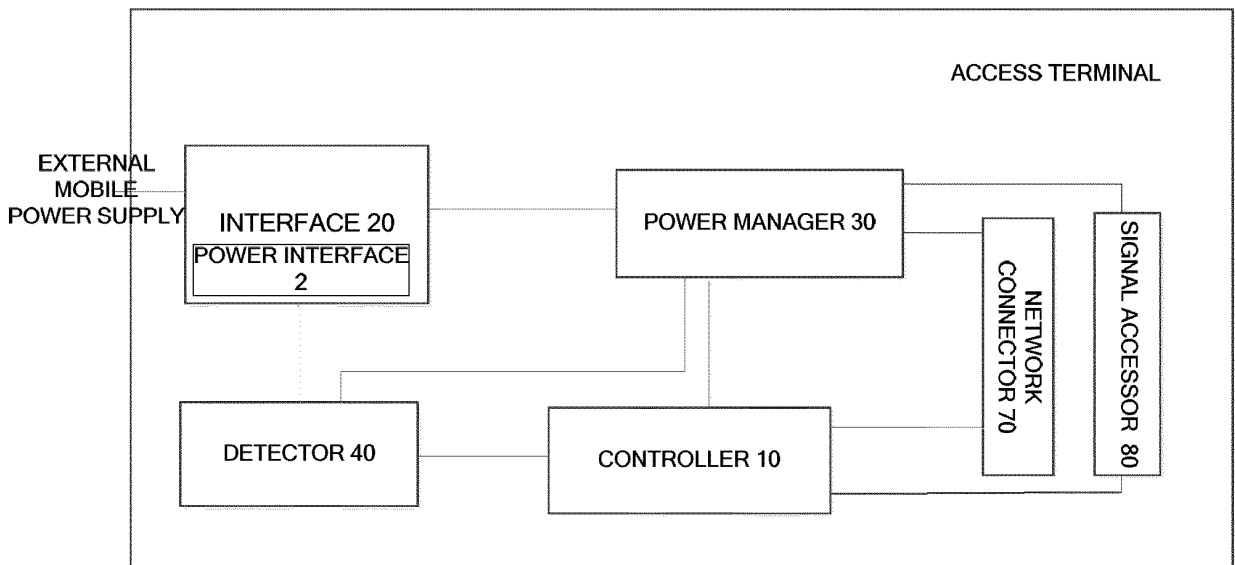 ACCESS TERMINAL
EXTERNAL
MOBILE
POWER SUPPLY
INTERFACE 20
POWER INTERFACE
2
POWER MANAGER 30
NETWORK
CONNECTOR 70
SIGNAL ACCESSOR 80
DETECTOR 40
CONTROLLER 10